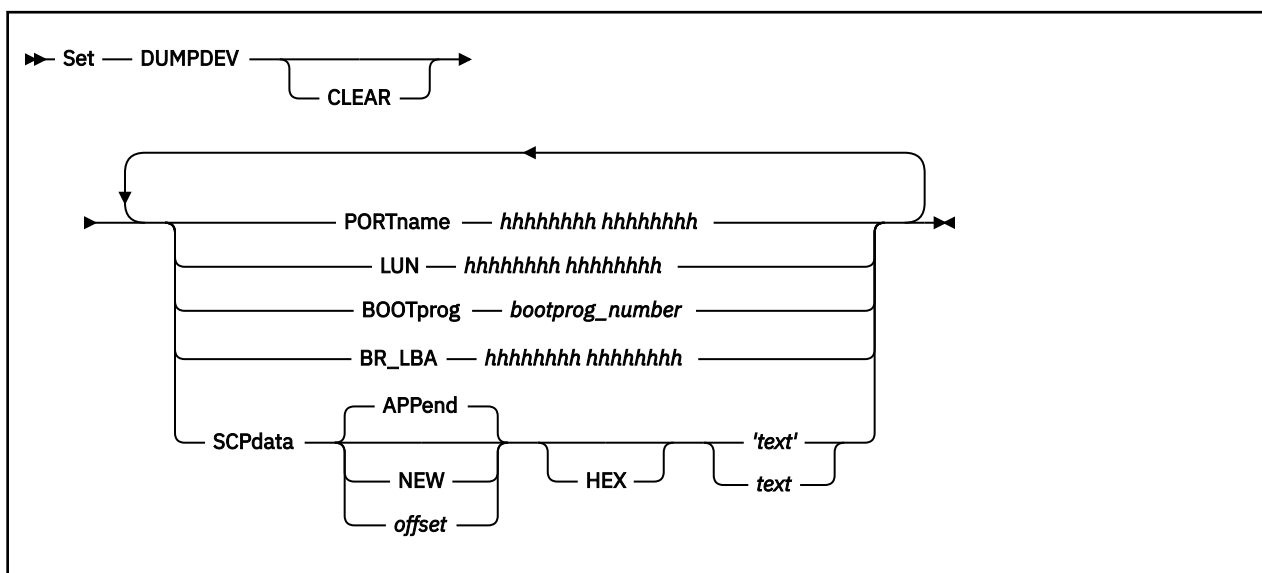 Set DUMPDEV
CLEAR
PORTname hhhhhhhh hhhhhhhh
LUN hhhhhhhh hhhhhhhh
BOOTprog bootprog_number
BR_LBA hhhhhhhh hhhhhhhh
APPend
SCPdata 'text'
NEW HEX text
offset